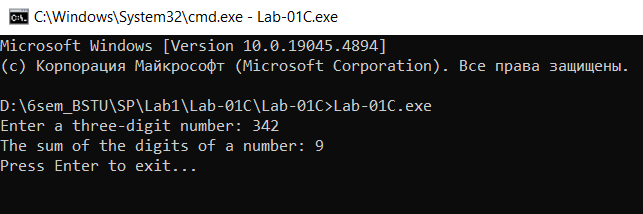 C:\Windows\System32\cmd.exe - Lab-01C.exe
Microsoft Windows [Version 10.0.19045.4894]
(c) Корпорация Майкрософт (Microsoft Corporation). Все права защищены.
D:\6sem_BSTU\SP\Lab1\Lab-01C\Lab-01C>Lab-01C.exe
Enter a three-digit number: 342
The sum of the digits of a number: 9
Press Enter to exit...